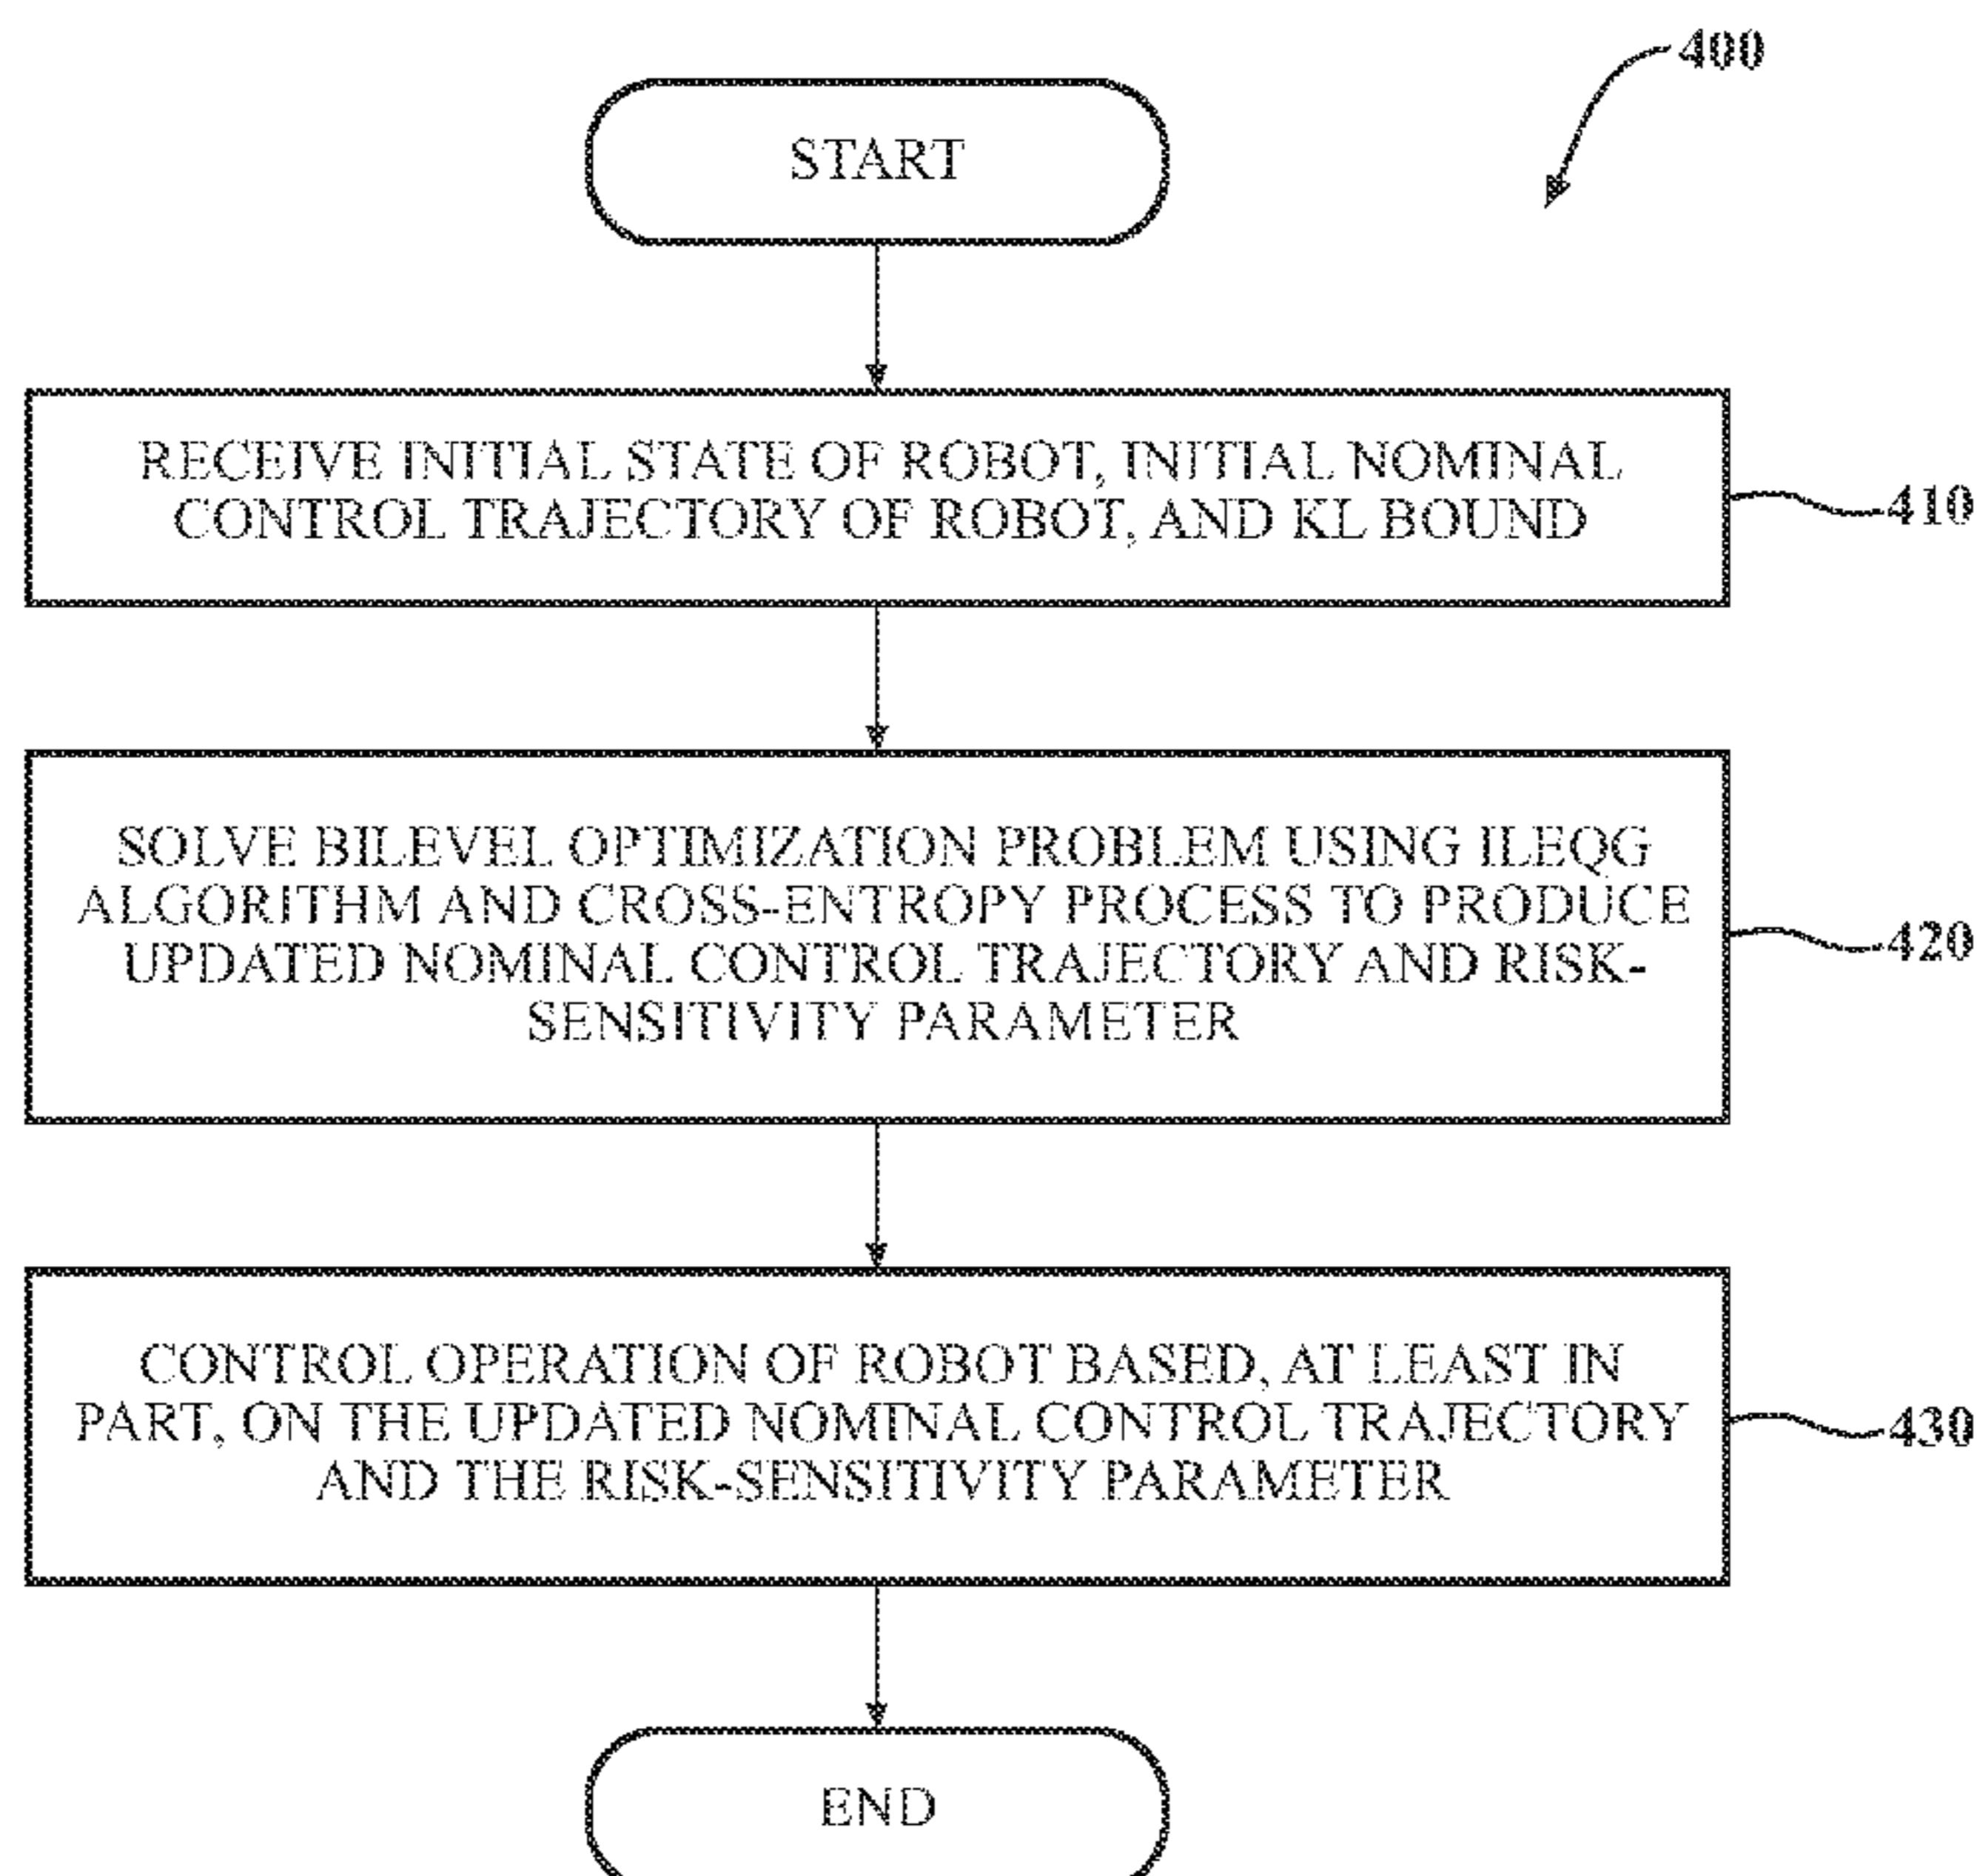 400
START
RECEIVE INITIAL STATE OF ROBOT, INITIAL NOMINAL
CONTROL TRAJECTORY OF ROBOT, AND KL BOUND
410
SOLVE BILEVEL OPTIMIZATION PROBLEM USING ILEQG
ALGORITHM AND CROSS-ENTROPY PROCESS TO PRODUCE
UPDATED NOMINAL CONTROL TRAJECTORY AND RISK-
SENSITIVITY PARAMETER
420
CONTROL OPERATION OF ROBOT BASED, AT LEAST IN
PART, ON THE UPDATED NOMINAL CONTROL TRAJECTORY
AND THE RISK-SENSITIVITY PARAMETER
430
END